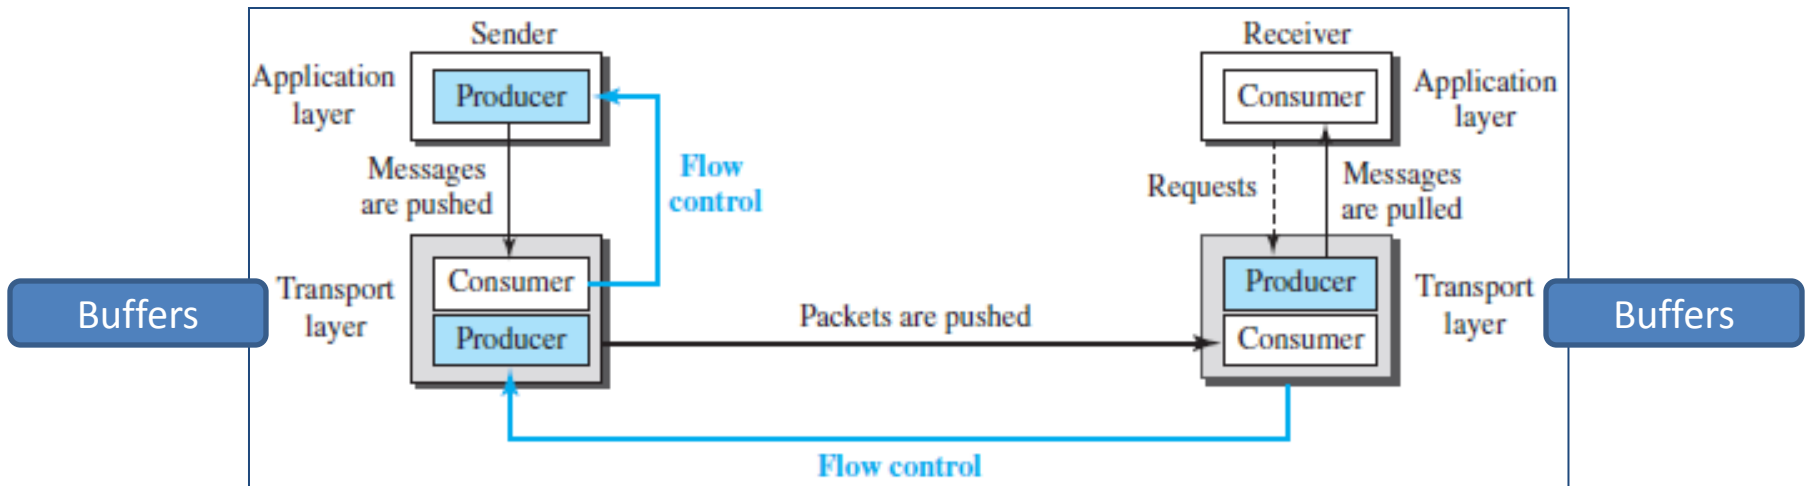 Sender
Receiver
Application
layer
Producer
Consumer
Application
layer
Messages
are pushed
Flow
control
Requests
Messages
are pulled
Buffers
Transport
layer
Consumer
Producer
Packets are pushed
Producer
Consumer
Transport
layer
Buffers
Flow control